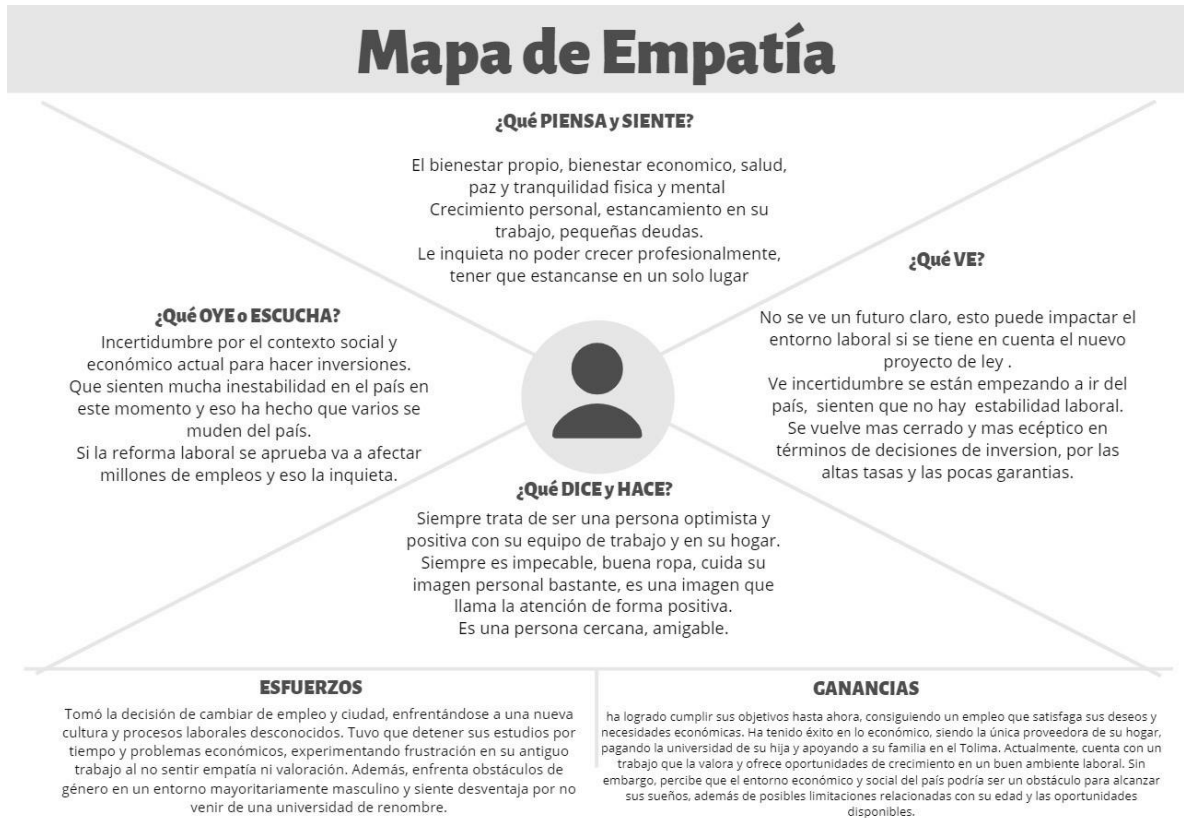 Mapa de Empatía
¿Qué PIENSA y SIENTE?
El bienestar propio, bienestar economico, salud,
paz y tranquilidad fisica y mental
Crecimiento personal, estancamiento en su
trabajo, pequeñas deudas.
Le inquieta no poder crecer profesionalmente,
tener que estancanse en un solo lugar
¿Qué OYE o ESCUCHA?
Incertidumbre por el contexto social y
económico actual para hacer inversiones.
Que sienten mucha inestabilidad en el país en
este momento y eso ha hecho que varios se
muden del país.
Si la reforma laboral se aprueba va a afectar
millones de empleos y eso la inquieta.
¿Qué VE?
No se ve un futuro claro, esto puede impactar el
entorno laboral si se tiene en cuenta el nuevo
proyecto de ley .
Ve incertidumbre se están empezando a ir del
país, sienten que no hay estabilidad laboral.
Se vuelve mas cerrado y mas ecéptico en
términos de decisiones de inversion, por las
altas tasas y las pocas garantias.
¿Qué DICE y HACE?
Siempre trata de ser una persona optimista y
positiva con su equipo de trabajo y en su hogar.
Siempre es impecable, buena ropa, cuida su
imagen personal bastante, es una imagen que
llama la atención de forma positiva.
Es una persona cercana, amigable.
ESFUERZOS
Tomó la decisión de cambiar de empleo y ciudad, enfrentándose a una nueva
cultura y procesos laborales desconocidos. Tuvo que detener sus estudios por
tiempo y problemas económicos, experimentando frustración en su antiguo
trabajo al no sentir empatía ni valoración. Además, enfrenta obstáculos de
género en un entorno mayoritariamente masculino y siente desventaja por no
venir de una universidad de renombre.
GANANCIAS
ha logrado cumplir sus objetivos hasta ahora, consiguiendo un empleo que satisfaga sus deseos y
necesidades económicas. Ha tenido éxito en lo económico, siendo la única proveedora de su hogar,
pagando la universidad de su hija y apoyando a su familia en el Tolima. Actualmente, cuenta con un
trabajo que la valora y ofrece oportunidades de crecimiento en un buen ambiente laboral. Sin
embargo, percibe que el entorno económico y social del país podría ser un obstáculo para alcanzar
sus sueños, además de posibles limitaciones relacionadas con su edad y las oportunidades
disponibles.